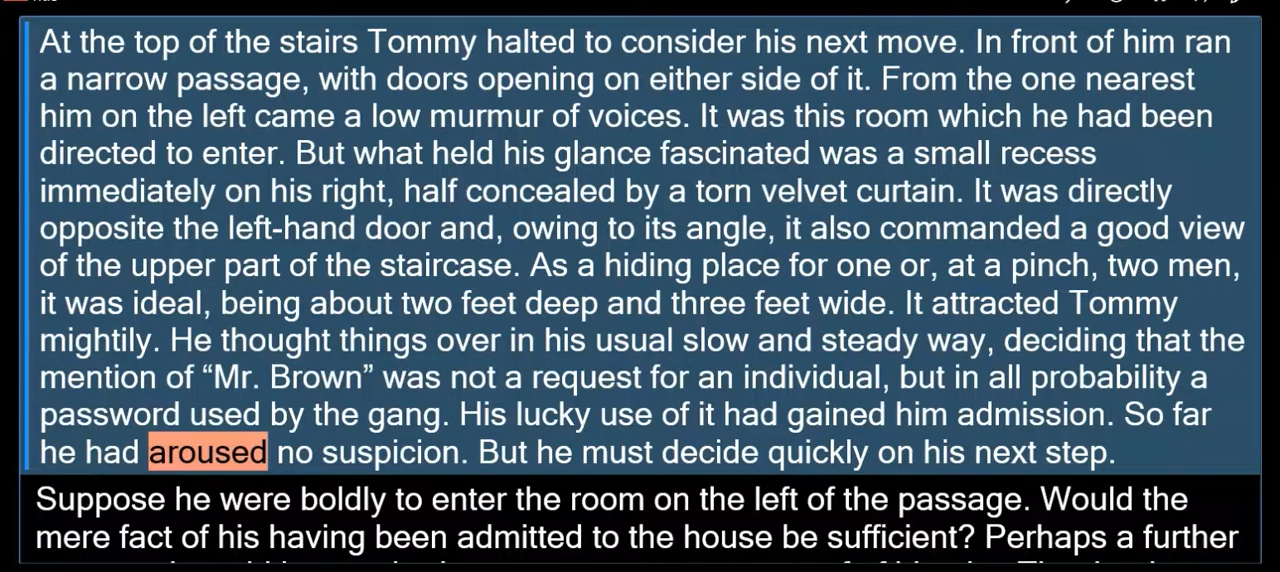 At the top of the stairs Tommy halted to consider his next move. In front of him ran
a narrow passage, with doors opening on either side of it. From the one nearest
him on the left came a low murmur of voices. It was this room which he had been
directed to enter. But what held his glance fascinated was a small recess
immediately on his right, half concealed by a torn velvet curtain. It was directly
opposite the left-hand door and, owing to its angle, it also commanded a good view
of the upper part of the staircase. As a hiding place for one or, at a pinch, two men,
it was ideal, being about two feet deep and three feet wide. It attracted Tommy
mightily. He thought things over in his usual slow and steady way, deciding that the
mention of “Mr. Brown” was not a request for an individual, but in all probability a
password used by the gang. His lucky use of it had gained him admission. So far
he had aroused no suspicion. But he must decide quickly on his next step.
Suppose he were boldly to enter the room on the left of the passage. Would the
mere fact of his having been admitted to the house be sufficient? Perhaps a further